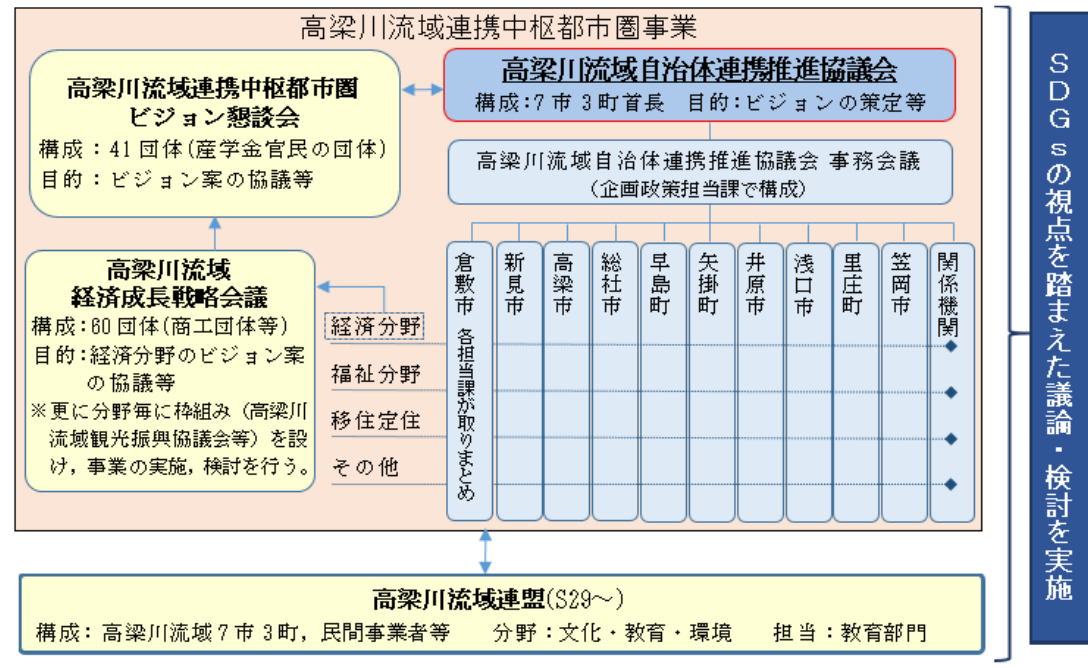 高梁川流域連携中枢都市圏事業
高梁川流域連携中枢都市圏
ビジョン懇談会
構成：41団体(産学金官民の団体)
目的：ビジョン案の協議等
高梁川流域自治体連携推進協議会
構成:7市3町首長　目的:ビジョンの策定等
高梁川流域自治体連携推進協議会 事務会議
(企画政策担当課で構成)
高梁川流域
経済成長戦略会議
構成:60団体(商工団体等)
目的:経済分野のビジョン案
の協議等
※更に分野毎に枠組み（高梁川
流域観光振興協議会等）を設
け，事業の実施，検討を行う。
経済分野
福祉分野
移住定住
その他
倉敷市 各担当課が取りまとめ
新見市
高梁市
総社市
早島町
矢掛町
井原市
浅口市
里庄町
笠岡市
関係機関
高梁川流域連盟(S29～)
構成：高梁川流域7市3町，民間事業者等　分野：文化・教育・環境　担当：教育部門
SDGsの視点を踏まえた議論・検討を実施